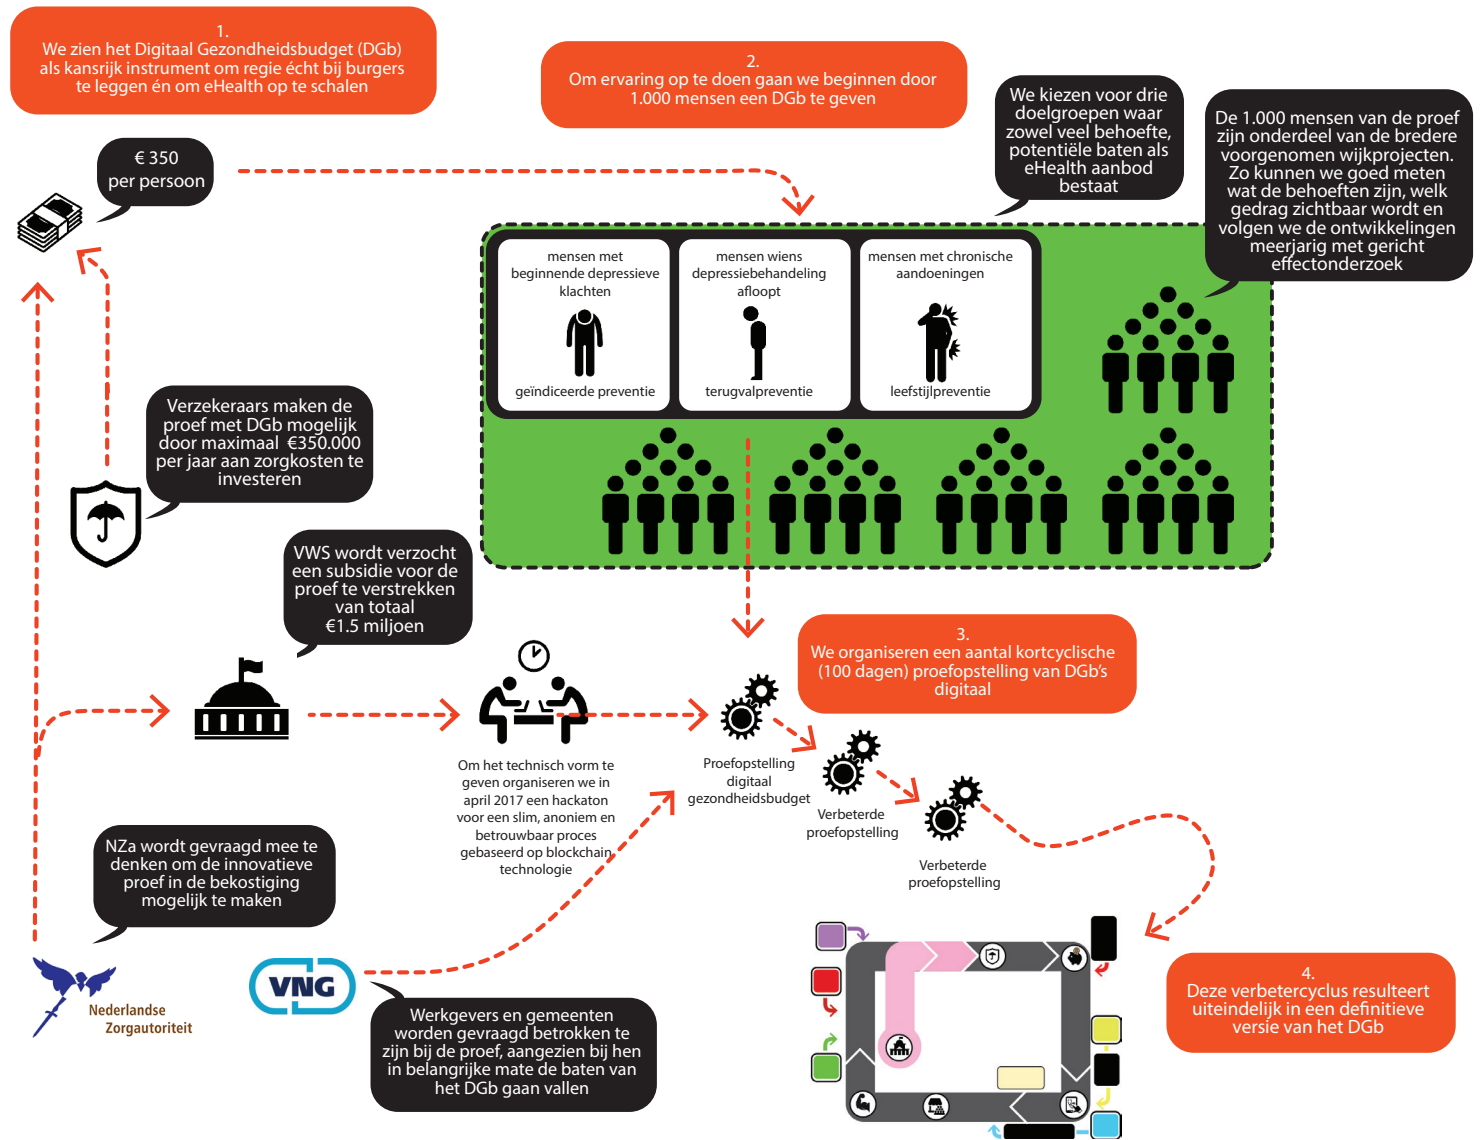 1.
We zien het Digitaal Gezondheidsbudget (DGb)
als kansrijk instrument om regie écht bij burgers
te leggen én om eHealth op te schalen
2.
Om ervaring op te doen gaan we beginnen door
1.000 mensen een DGb te geven
We kiezen voor drie
doelgroepen waar
zowel veel behoefte,
potentiële baten als
eHealth aanbod
bestaat
De 1.000 mensen van de proef
zijn onderdeel van de bredere
voorgenomen wijkprojecten.
Zo kunnen we goed meten
wat de behoeften zijn, welk
gedrag zichtbaar wordt en
volgen we de ontwikkelingen
meerjarig met gericht
effectonderzoek
€ 350
per persoon
mensen met
beginnende depressieve
klachten
geïndiceerde preventie
mensen wiens
depressiebehandeling
afloopt
terugvalpreventie
mensen met chronische
aandoeningen
leefstijlpreventie
Verzekeraars maken de
proef met DGb mogelijk
door maximaal €350.000
per jaar aan zorgkosten te
investeren
VWS wordt verzocht
een subsidie voor de
proef te verstrekken
van totaal
€1.5 miljoen
3.
We organiseren een aantal kortcyclische
(100 dagen) proefopstelling van DGb's
digitaal
Om het technisch vorm te
geven organiseren we in
april 2017 een hackaton
voor een slim, anoniem en
betrouwbaar proces
gebaseerd op blockchain
technologie
Proefopstelling
digitaal
gezondheidsbudget
Verbeterde
proefopstelling
Verbeterde
proefopstelling
NZa wordt gevraagd mee te
denken om de innovatieve
proef in de bekostiging
mogelijk te maken
Nederlandse
Zorgautoriteit
VNG
Werkgevers en gemeenten
worden gevraagd betrokken te
zijn bij de proef, aangezien bij hen
in belangrijke mate de baten van
het DGb gaan vallen
4.
Deze verbetercyclus resulteert
uiteindelijk in een definitieve
versie van het DGb